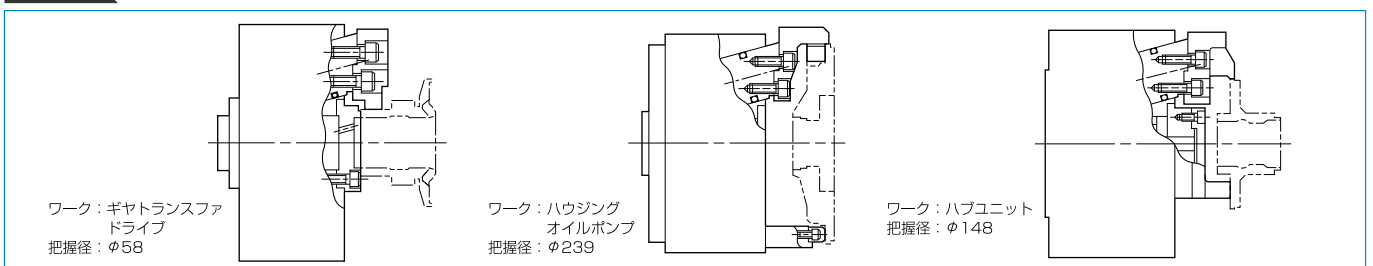 ワーク：ギヤトランスファ
ドライブ
把握径：φ58
ワーク：ハウジング
オイルポンプ
把握径：φ239
ワーク：ハブユニット
把握径：φ148